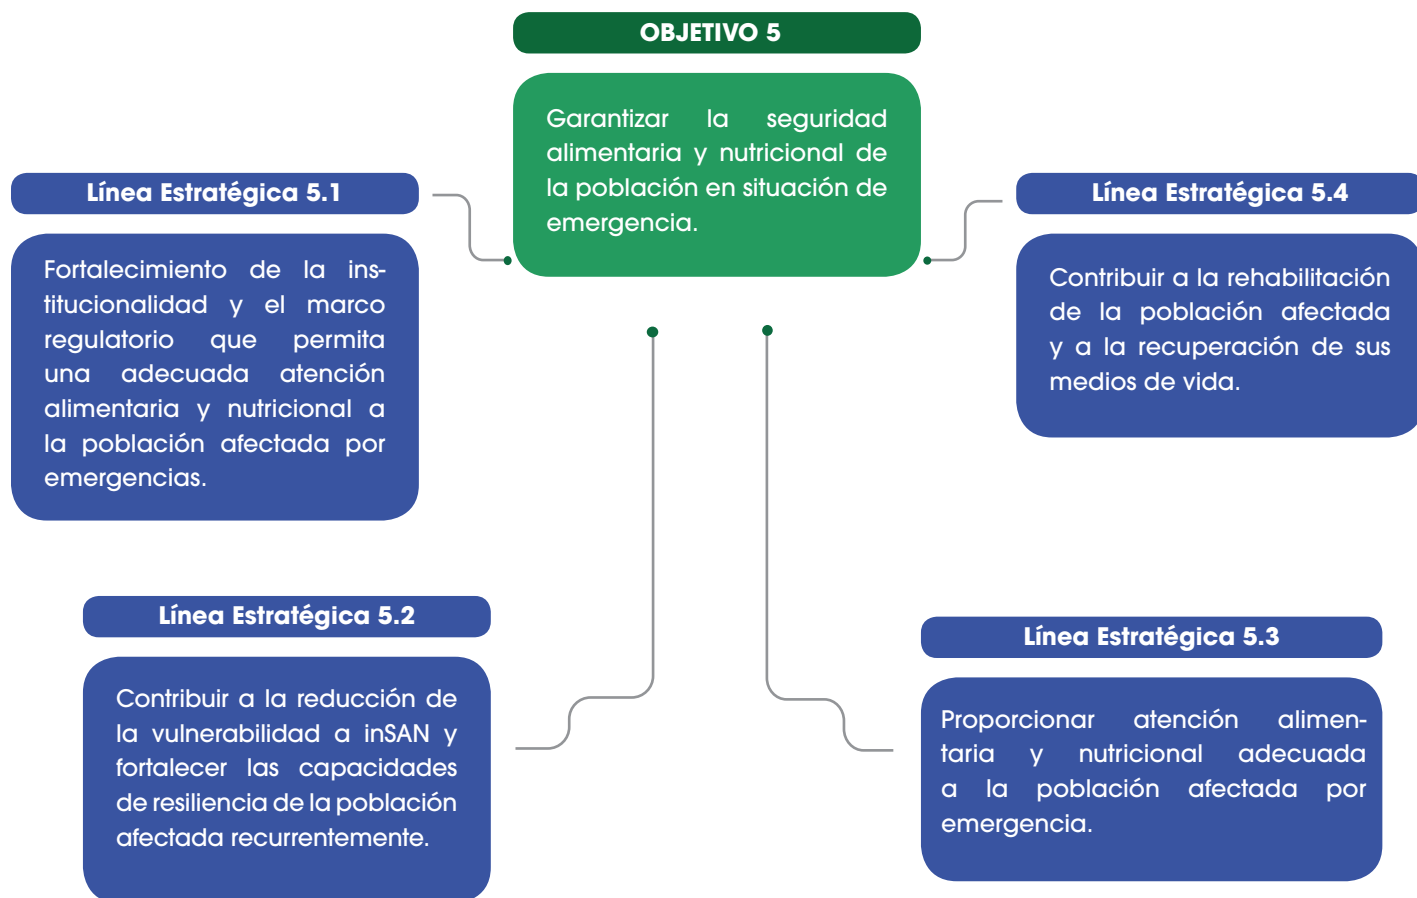 OBJETIVO 5
Garantizar la seguridad
alimentaria y nutricional de
la población en situación de
emergencia.
Línea Estratégica 5.1
Fortalecimiento de la ins-
titucionalidad y el marco
regulatorio que permita
una adecuada atención
alimentaria y nutricional a
la población afectada por
emergencias.
Línea Estratégica 5.4
Contribuir a la rehabilitación
de la población afectada
y a la recuperación de sus
medios de vida.
Línea Estratégica 5.2
Contribuir a la reducción de
la vulnerabilidad a inSAN y
fortalecer las capacidades
de resiliencia de la población
afectada recurrentemente.
Línea Estratégica 5.3
Proporcionar atención alimen-
taria y nutricional adecuada
a la población afectada por
emergencia.